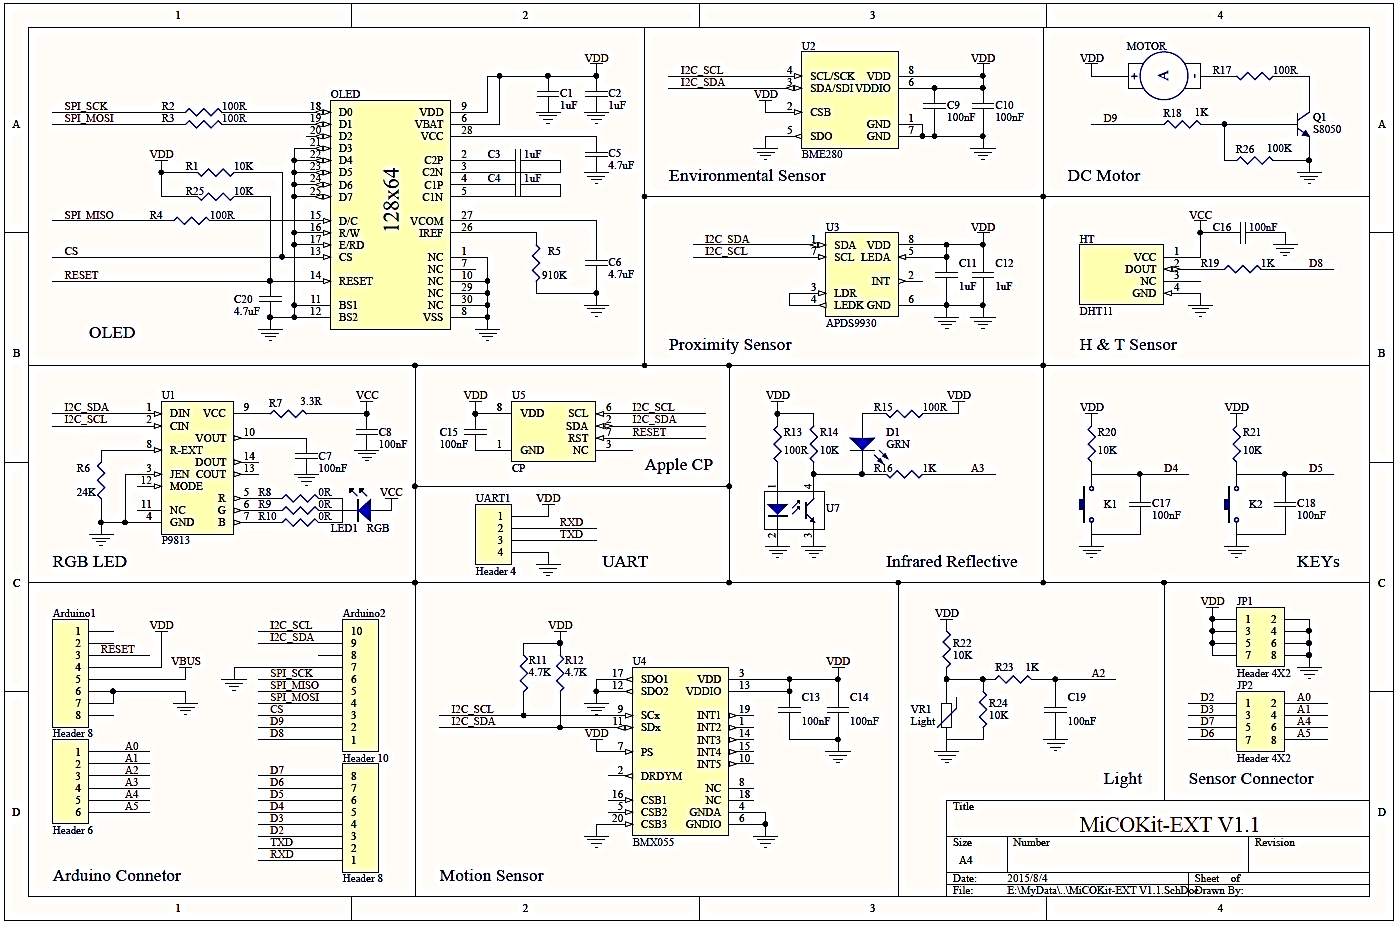 1 2 3 4
A
B
C
D
OLED
SPI_SCK R2 100R 18 D0 VDD 9
SPI_MOSI R3 100R 19 D1 VBAT 6
20 D2 VCC 28
21 D3
22 D4 C2P 2 C3 1uF
23 D5 C2N 3
24 D6 C1P 4 C4 1uF
25 D7 C1N 5
VDD R1 10K
R25 10K
128x64
SPI_MISO R4 100R 15 D/C VCOM 27
16 R/W IREF 26
17 E/RD
CS 13 CS NC 1
NC 7
RESET 14 RESET NC 10
NC 29
11 BS1 NC 30
12 BS2 VSS 8
C20 4.7uF
VDD
C1 1uF
C2 1uF
C5 4.7uF
R5 910K
C6 4.7uF
OLED
U2
I2C_SCL 4 SCL/SCK VDD 8 VDD
I2C_SDA 3 SDA/SDI VDDIO 6
VDD 2 CSB
GND 1
5 SDO GND 7
C9 100nF
C10 100nF
BME280
Environmental Sensor
MOTOR
VDD + A - R17 100R
D9 R18 1K
Q1 S8050
R26 100K
DC Motor
U3
I2C_SDA 1 SDA VDD 8 VDD
I2C_SCL 7 SCL LEDA 5
INT 2
3 LDR
4 LEDK GND 6
C11 1uF
C12 1uF
APDS9930
Proximity Sensor
VCC
C16 100nF
HT
VCC 1
DOUT 2 R19 1K D8
NC 3
GND 4
DHT11
H & T Sensor
U1
I2C_SDA 1 DIN VCC 9 R7 3.3R VCC
I2C_SCL 2 CIN
VOUT 10
8 R-EXT
DOUT 14
3 JEN COUT 13
12 MODE
R 5 R8 0R
11 NC G 6 R9 0R
4 GND B 7 R10 0R
R6 24K
C8 100nF
C7 100nF
VCC
LED1 RGB
P9813
RGB LED
U5
VDD 8 VDD SCL 6 I2C_SCL
SDA 2 I2C_SDA
RST 7 RESET
1 GND NC 3
C15 100nF
CP
Apple CP
UART1
1 VDD
2 RXD
3 TXD
4
Header 4
UART
VDD R15 100R VDD
R13 100R
R14 10K
D1 GRN
R16 1K A3
1 4
U7
2 3
Infrared Reflective
VDD
R20 10K
D4
K1
C17 100nF
VDD
R21 10K
D5
K2
C18 100nF
KEYs
Arduino1
1
2
3 RESET
4 VDD
5 VBUS
6
7
8
Header 8
1 A0
2 A1
3 A2
4 A3
5 A4
6 A5
Header 6
Arduino2
I2C_SCL 10
I2C_SDA 9
8
7
SPI_SCK 6
SPI_MISO 5
SPI_MOSI 4
CS 3
D9 2
D8 1
Header 10
D7 8
D6 7
D5 6
D4 5
D3 4
D2 3
TXD 2
RXD 1
Header 8
Arduino Connetor
VDD
R11 4.7K
R12 4.7K
U4
17 SDO1 VDD 3 VDD
12 SDO2 VDDIO 13
I2C_SCL 9 SCx INT1 19
I2C_SDA 11 SDx INT2 1
VDD INT3 14
7 PS INT4 15
INT5 10
2 DRDYM
NC 8
16 CSB1 NC 18
5 CSB2 GNDA 4
20 CSB3 GNDIO 6
C13 100nF
C14 100nF
BMX055
Motion Sensor
VDD
R22 10K
R23 1K A2
VR1 Light
R24 10K
C19 100nF
Light
VDD JP1
1 2
3 4
5 6
7 8
Header 4X2
JP2
D2 1 2 A0
D3 3 4 A1
D7 5 6 A4
D6 7 8 A5
Header 4X2
Sensor Connector
Title
MiCOKit-EXT V1.1
Size Number Revision
A4
Date: 2015/8/4 Sheet of
File: E:\MyData\..\MiCOKit-EXT V1.1.SchDoc Drawn By:
A
B
C
D
1 2 3 4